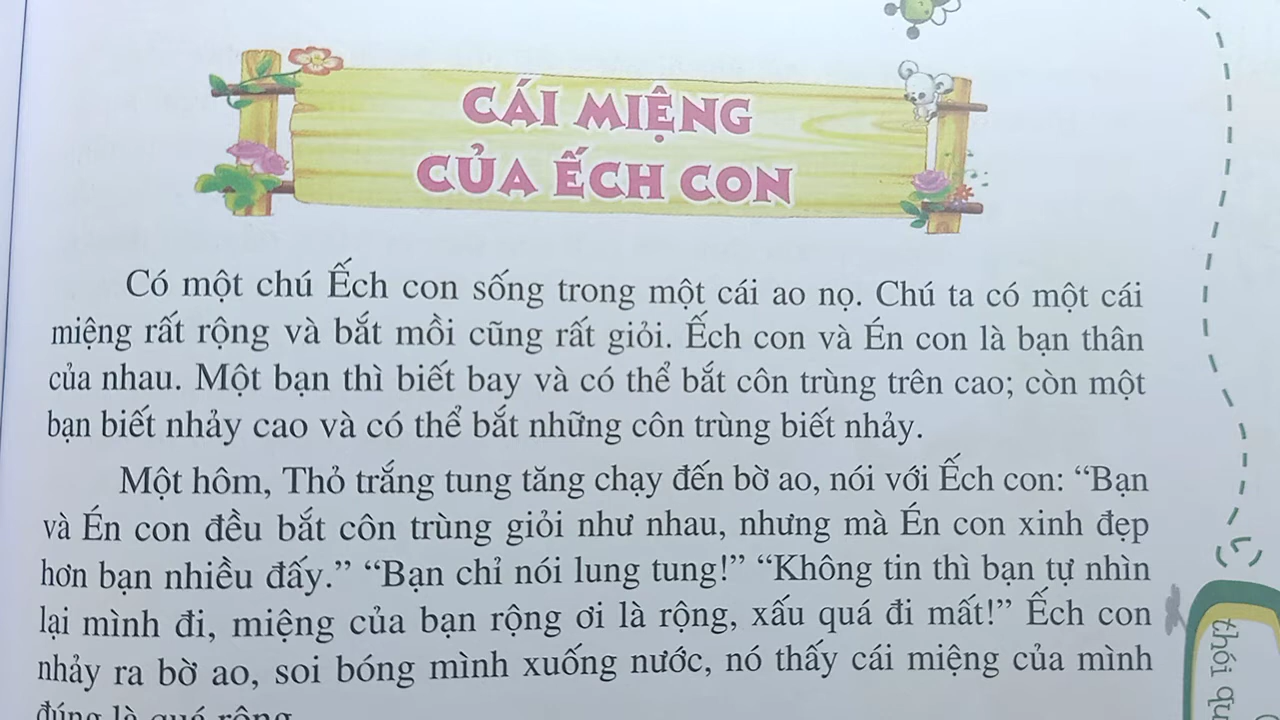 CÁI MIỆNG
CỦA ẾCH CON
Có một chú Ếch con sống trong một cái ao nọ. Chú ta có một cái
miệng rất rộng và bắt mồi cũng rất giỏi. Ếch con và Én con là bạn thân
của nhau. Một bạn thì biết bay và có thể bắt côn trùng trên cao; còn một
bạn biết nhảy cao và có thể bắt những côn trùng biết nhảy.
Một hôm, Thỏ trắng tung tăng chạy đến bờ ao, nói với Ếch con: “Bạn
và Én con đều bắt côn trùng giỏi như nhau, nhưng mà Én con xinh đẹp
hơn bạn nhiều đấy.” “Bạn chỉ nói lung tung!” “Không tin thì bạn tự nhìn
lại mình đi, miệng của bạn rộng ơi là rộng, xấu quá đi mất!” Ếch con
nhảy ra bờ ao, soi bóng mình xuống nước, nó thấy cái miệng của mình
đúng là quá rộng
thói qu